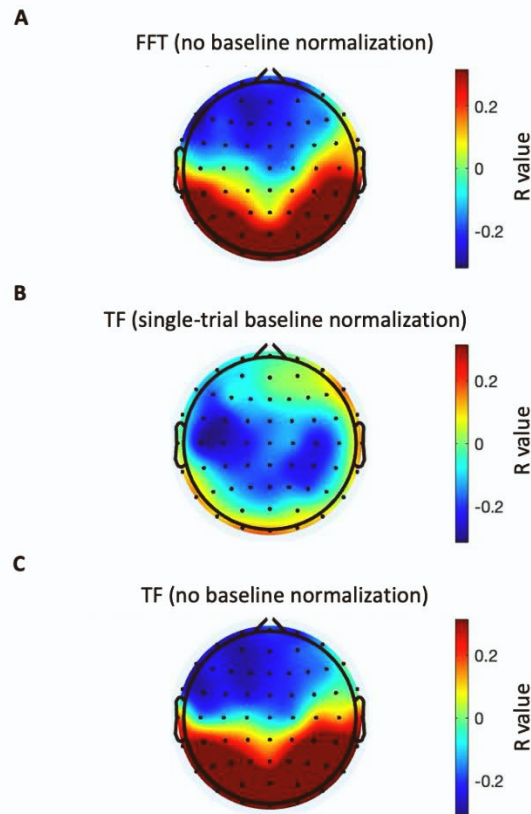 A
FFT (no baseline normalization)
0.2
0
-0.2
R value
B
TF (single-trial baseline normalization)
0.2
0
-0.2
R value
C
TF (no baseline normalization)
0.2
0
-0.2
R value